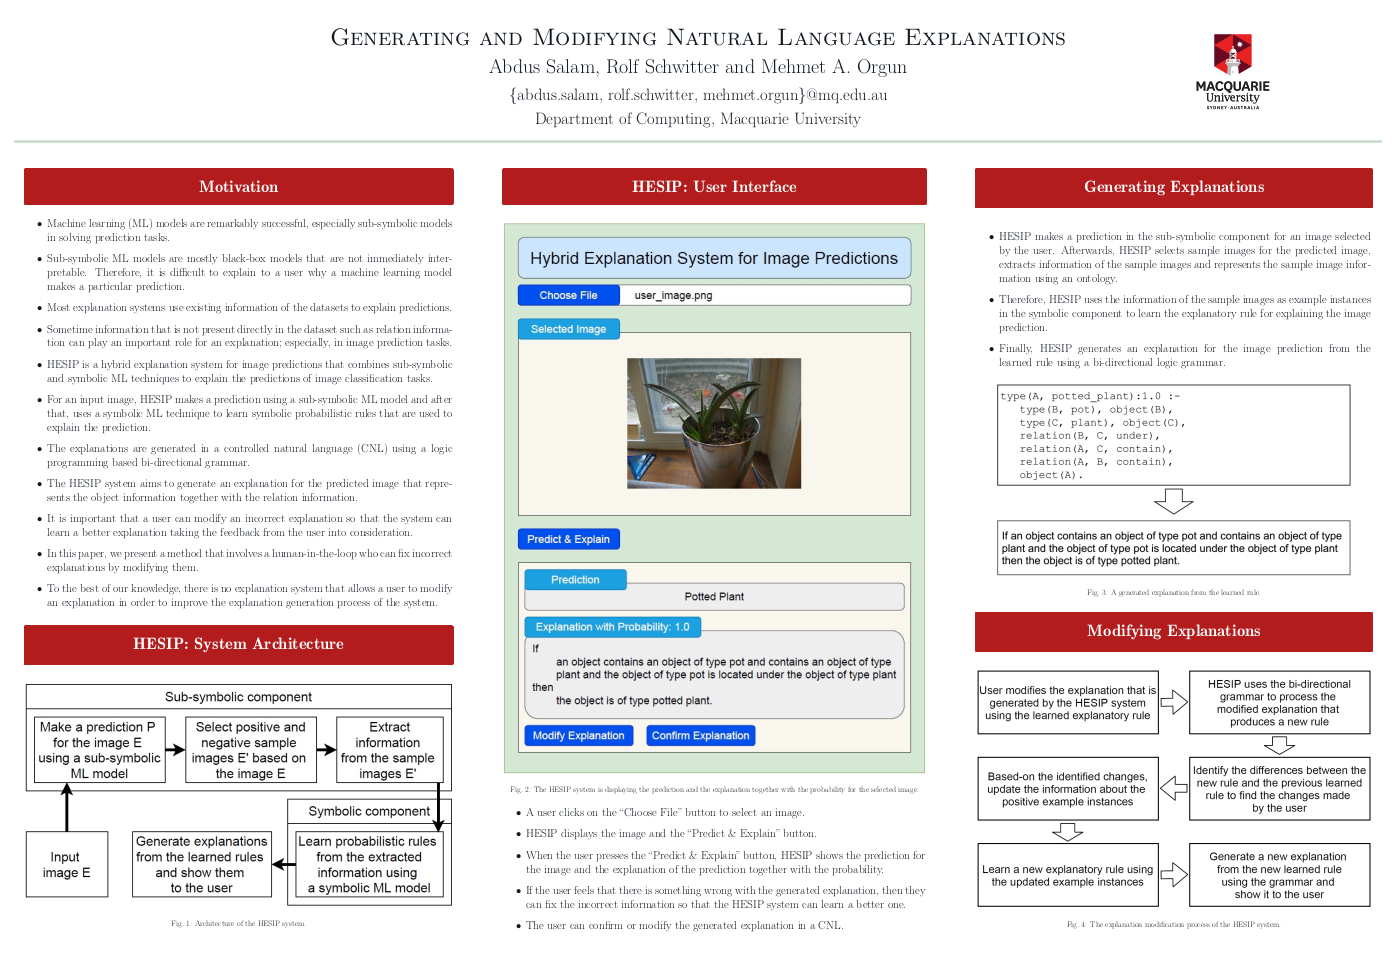 Generating and Modifying Natural Language Explanations
Abdus Salam, Rolf Schwitter and Mehmet A. Orgun
{abdus.salam, rolf.schwitter, mehmet.orgun}@mq.edu.au
Department of Computing, Macquarie University
MACQUARIE
University
SYDNEY·AUSTRALIA
Motivation
• Machine learning (ML) models are remarkably successful, especially sub-symbolic models
in solving prediction tasks.
• Sub-symbolic ML models are mostly black-box models that are not immediately inter-
pretable. Therefore, it is difficult to explain to a user why a machine learning model
makes a particular prediction.
• Most explanation systems use existing information of the datasets to explain predictions.
• Sometime information that is not present directly in the dataset such as relation informa-
tion can play an important role for an explanation; especially, in image prediction tasks.
• HESIP is a hybrid explanation system for image predictions that combines sub-symbolic
and symbolic ML techniques to explain the predictions of image classification tasks.
• For an input image, HESIP makes a prediction using a sub-symbolic ML model and after
that, uses a symbolic ML technique to learn symbolic probabilistic rules that are used to
explain the prediction.
• The explanations are generated in a controlled natural language (CNL) using a logic
programming based bi-directional grammar.
• The HESIP system aims to generate an explanation for the predicted image that repre-
sents the object information together with the relation information.
• It is important that a user can modify an incorrect explanation so that the system can
learn a better explanation taking the feedback from the user into consideration.
• In this paper, we present a method that involves a human-in-the-loop who can fix incorrect
explanations by modifying them.
• To the best of our knowledge, there is no explanation system that allows a user to modify
an explanation in order to improve the explanation generation process of the system.
HESIP: System Architecture
Sub-symbolic component
Make a prediction P
for the image E
using a sub-symbolic
ML model
Select positive and
negative sample
images E' based on
the image E
Extract
information
from the sample
images E'
Symbolic component
Input
image E
Generate explanations
from the learned rules
and show them
to the user
Learn probabilistic rules
from the extracted
information using
a symbolic ML model
Fig. 1: Architecture of the HESIP system.
HESIP: User Interface
Hybrid Explanation System for Image Predictions
Choose File
user_image.png
Selected Image
Predict & Explain
Prediction
Potted Plant
Explanation with Probability: 1.0
If
an object contains an object of type pot and contains an object of type
plant and the object of type pot is located under the object of type plant
then
the object is of type potted plant.
Modify Explanation
Confirm Explanation
Fig. 2: The HESIP system is displaying the prediction and the explanation together with the probability for the selected image.
• A user clicks on the “Choose File” button to select an image.
• HESIP displays the image and the “Predict & Explain” button.
• When the user presses the “Predict & Explain” button, HESIP shows the prediction for
the image and the explanation of the prediction together with the probability.
• If the user feels that there is something wrong with the generated explanation, then they
can fix the incorrect information so that the HESIP system can learn a better one.
• The user can confirm or modify the generated explanation in a CNL.
Generating Explanations
• HESIP makes a prediction in the sub-symbolic component for an image selected
by the user. Afterwards, HESIP selects sample images for the predicted image,
extracts information of the sample images and represents the sample image infor-
mation using an ontology.
• Therefore, HESIP uses the information of the sample images as example instances
in the symbolic component to learn the explanatory rule for explaining the image
prediction.
• Finally, HESIP generates an explanation for the image prediction from the
learned rule using a bi-directional logic grammar.
type(A, potted_plant):1.0 :-
type(B, pot), object(B),
type(C, plant), object(C),
relation(B, C, under),
relation(A, C, contain),
relation(A, B, contain),
object(A).
If an object contains an object of type pot and contains an object of type
plant and the object of type pot is located under the object of type plant
then the object is of type potted plant.
Fig. 3: A generated explanation from the learned rule.
Modifying Explanations
User modifies the explanation that is
generated by the HESIP system
using the learned explanatory rule
HESIP uses the bi-directional
grammar to process the
modified explanation that
produces a new rule
Based-on the identified changes,
update the information about the
positive example instances
Identify the differences between the
new rule and the previous learned
rule to find the changes made
by the user
Learn a new explanatory rule using
the updated example instances
Generate a new explanation
from the new learned rule
using the grammar and
show it to the user
Fig. 4: The explanation modification process of the HESIP system.